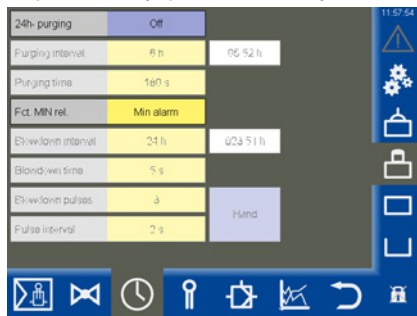 11:57:54
24h- purging Off
Purging interval 6 h 05:52 h
Purging time 180 s
Fct. MIN rel. Min alarm
Blowdown interval 24 h 023:51 h
Blowdown time 5 s
Blowdown pulses 3
Hand
Pulse interval 2 s